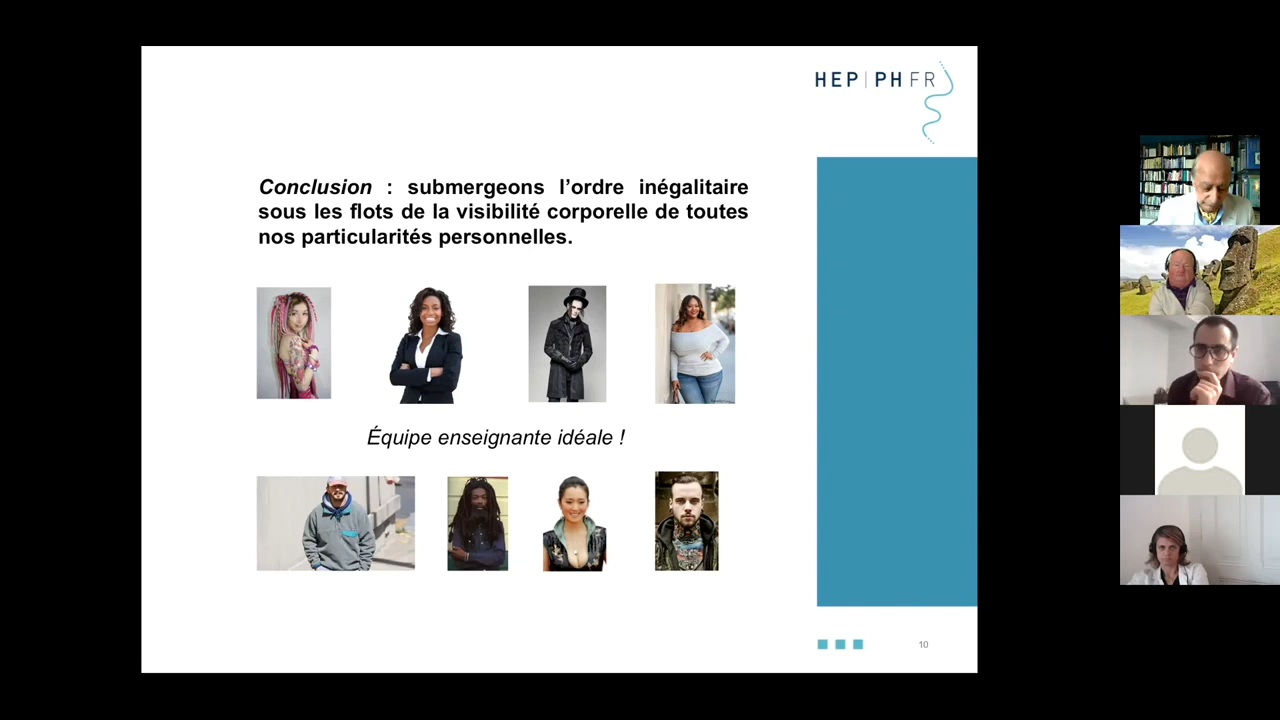 HEP | PH FR
Conclusion : submergeons l’ordre inégalitaire
sous les flots de la visibilité corporelle de toutes
nos particularités personnelles.
Équipe enseignante idéale !
10